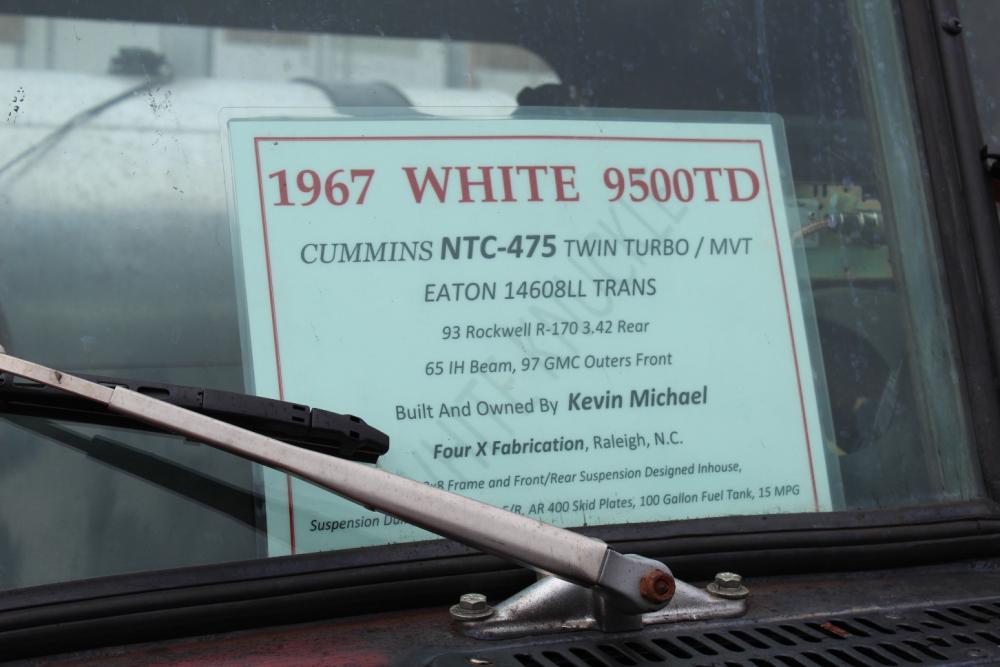 1967 WHITE 9500TD
CUMMINS NTC-475 TWIN TURBO / MVT
EATON 14608LL TRANS
93 Rockwell R-170 3.42 Rear
65 IH Beam, 97 GMC Outers Front
Built And Owned By Kevin Michael
Four X Fabrication, Raleigh, N.C.
Frame and Front/Rear Suspension Designed Inhouse,
Suspension F/R, AR 400 Skid Plates, 100 Gallon Fuel Tank, 15 MPG